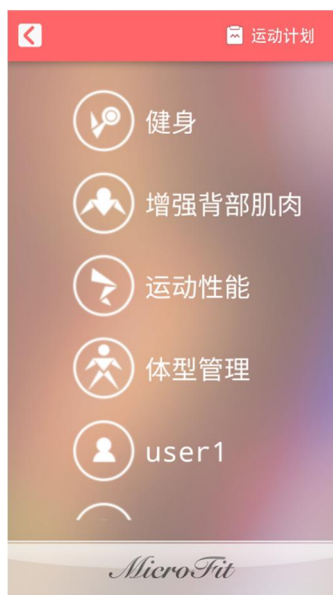 运动计划
健身
增强背部肌肉
运动性能
体型管理
user1
MicroFit